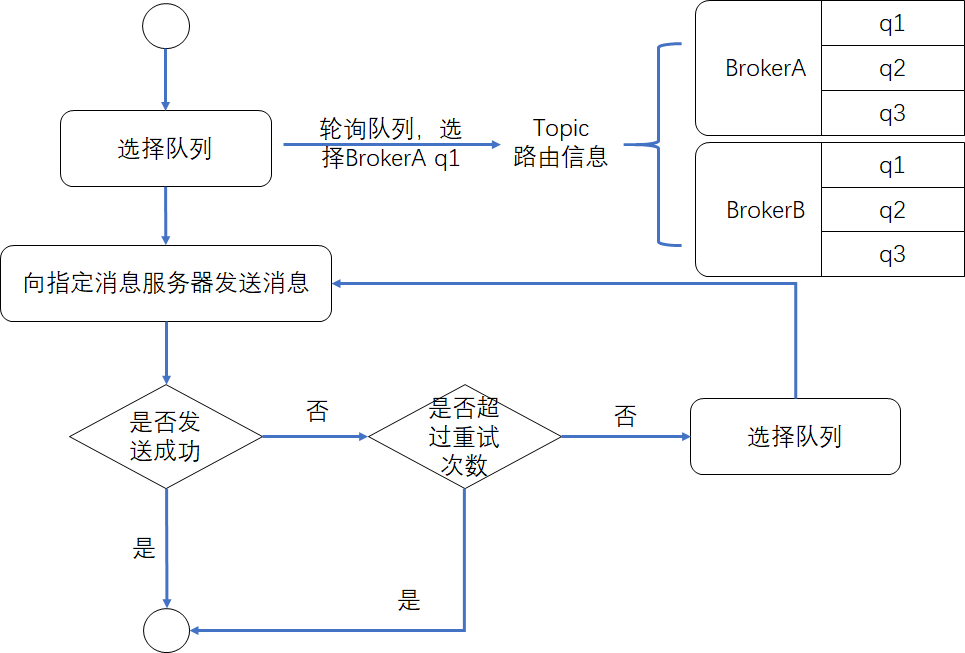 选择队列
轮询队列，选
择BrokerA q1
Topic
路由信息
BrokerA
q1
q2
q3
BrokerB
q1
q2
q3
向指定消息服务器发送消息
是否发
送成功
否
是否超
过重试
次数
否
选择队列
是
是